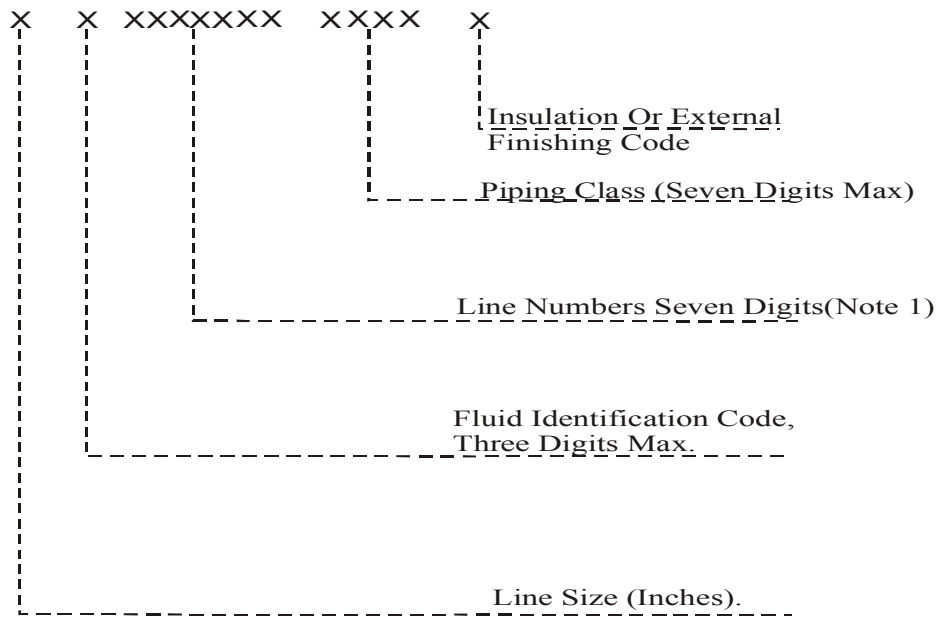 X X XXXXXXX XXXX X
Insulation Or External
Finishing Code
Piping Class (Seven Digits Max)
Line Numbers Seven Digits(Note 1)
Fluid Identification Code,
Three Digits Max.
Line Size (Inches).